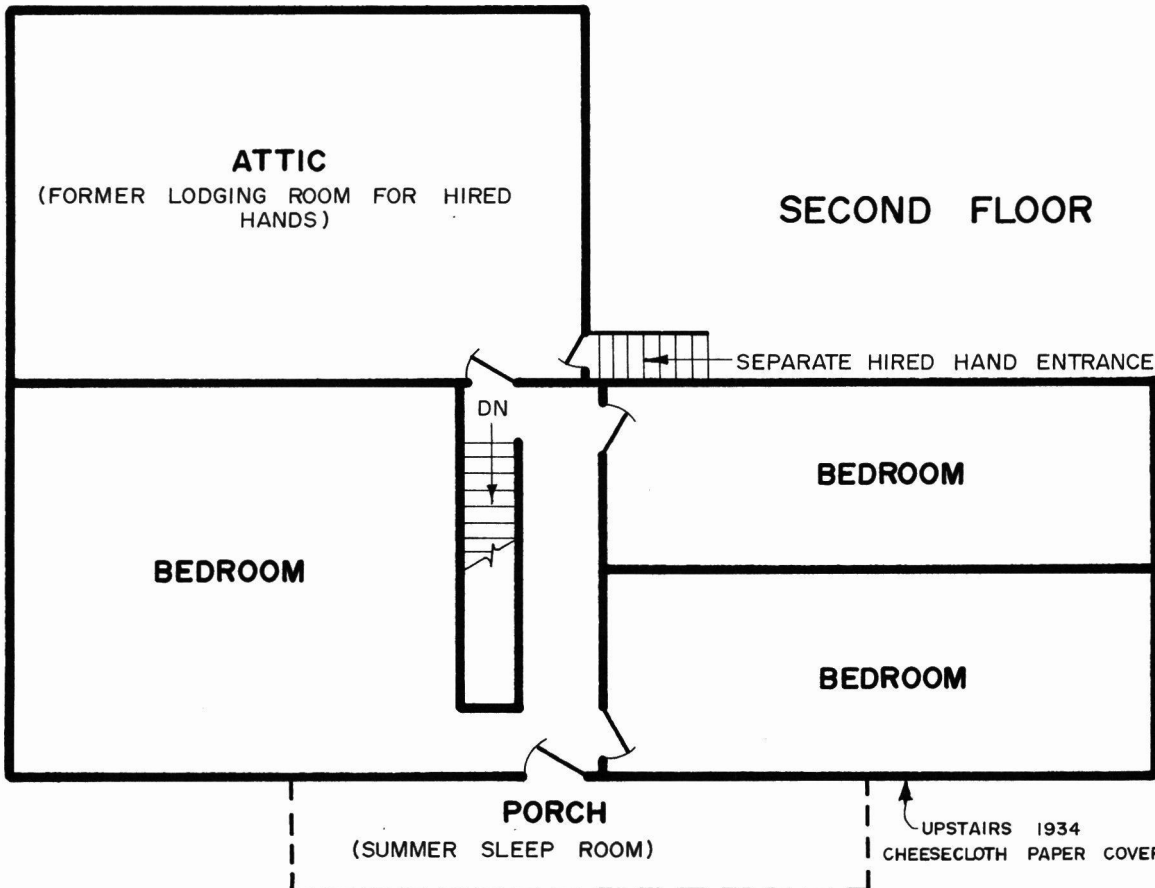 ATTIC
(FORMER LODGING ROOM FOR HIRED
HANDS)
SECOND FLOOR
SEPARATE HIRED HAND ENTRANCE
DN
BEDROOM
BEDROOM
BEDROOM
PORCH
(SUMMER SLEEP ROOM)
UPSTAIRS 1934
CHEESECLOTH PAPER COVER